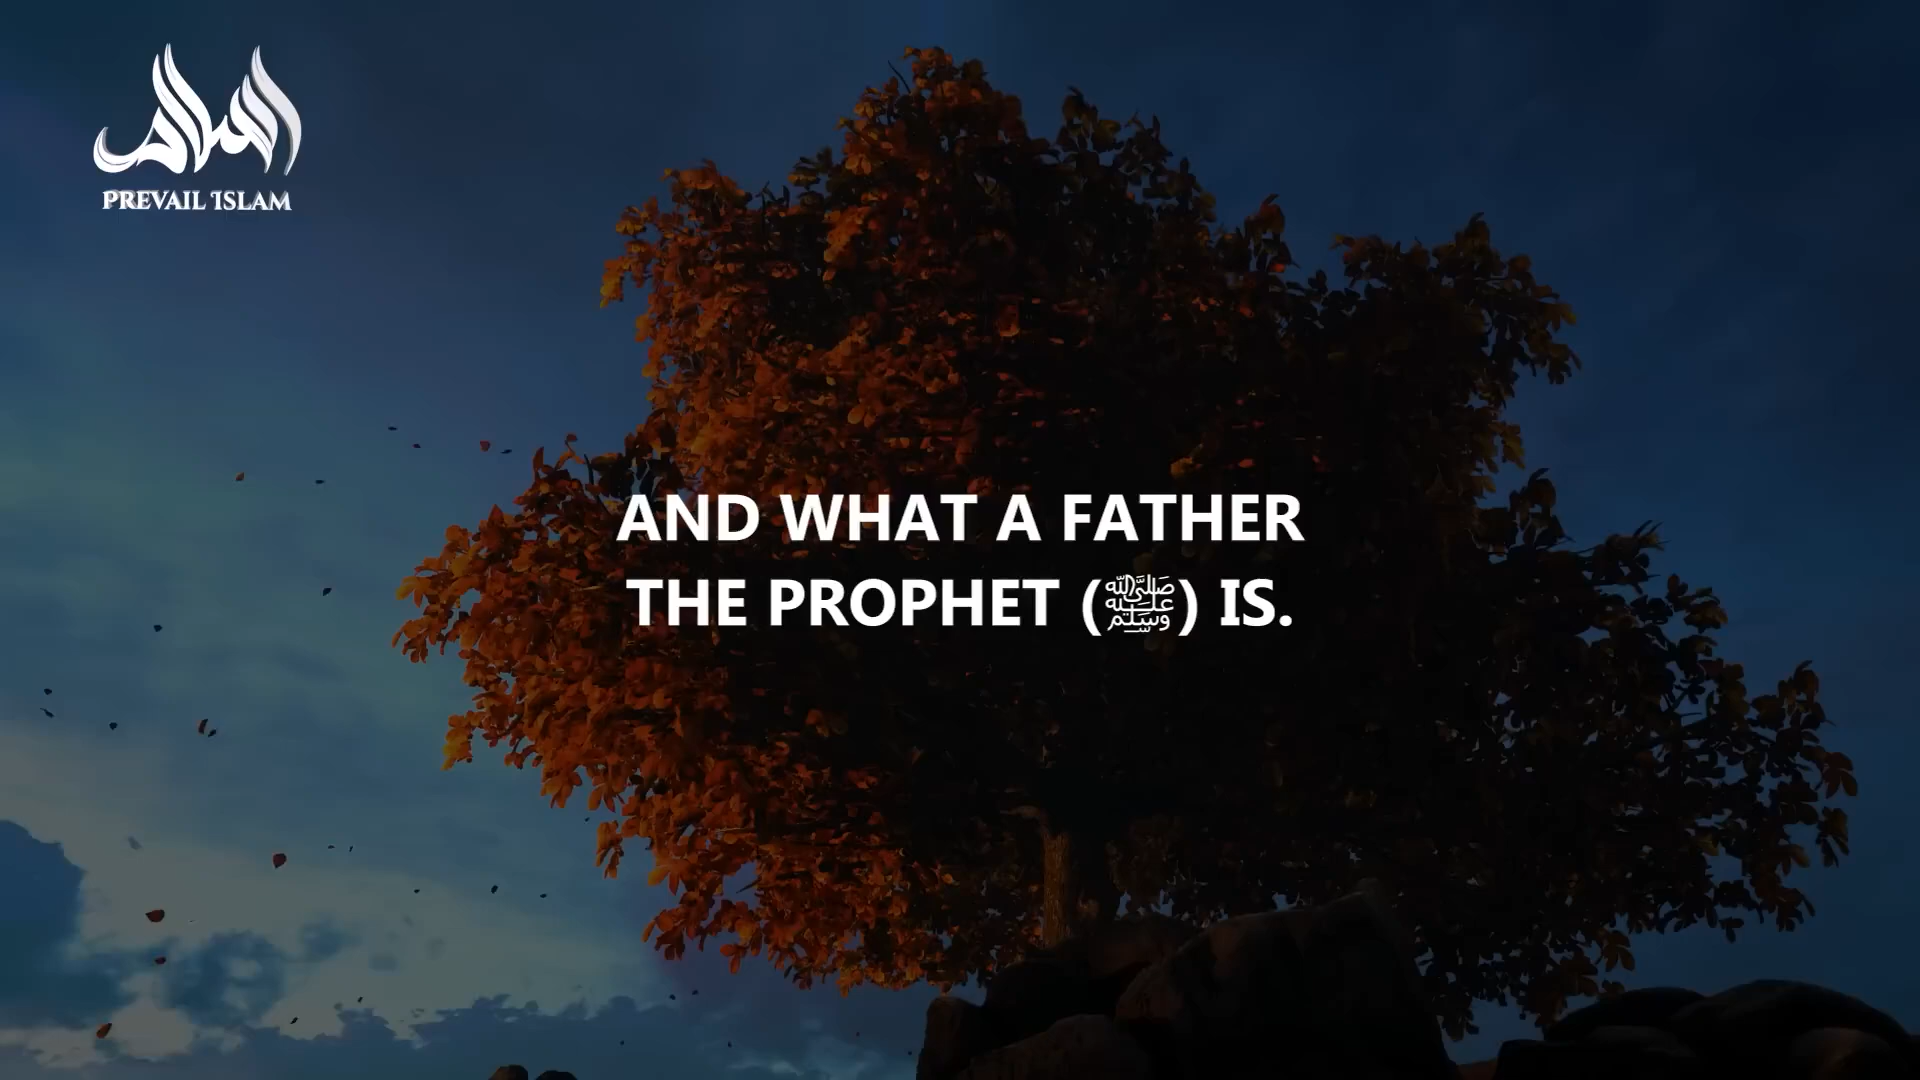 PREVAIL ISLAM
AND WHAT A FATHER
THE PROPHET (ﷺ) IS.